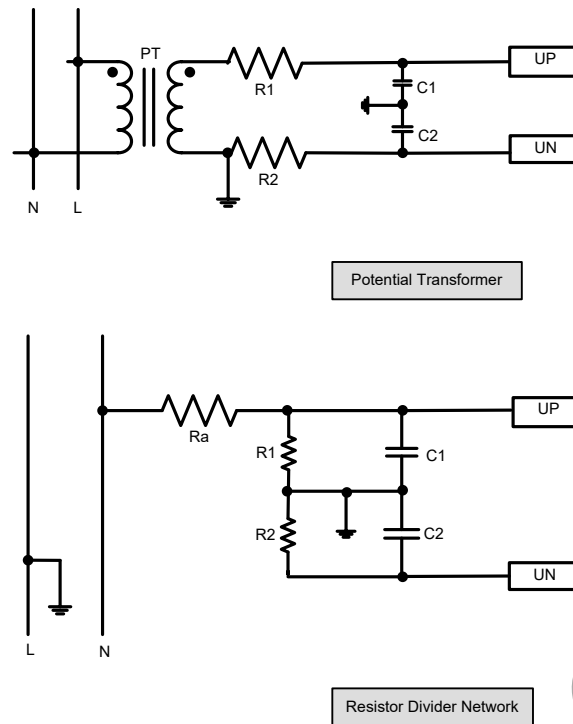 PT
UP
R1
C1
C2
UN
R2
N L
Potential Transformer
UP
Ra
R1
C1
R2
C2
UN
L N
Resistor Divider Network